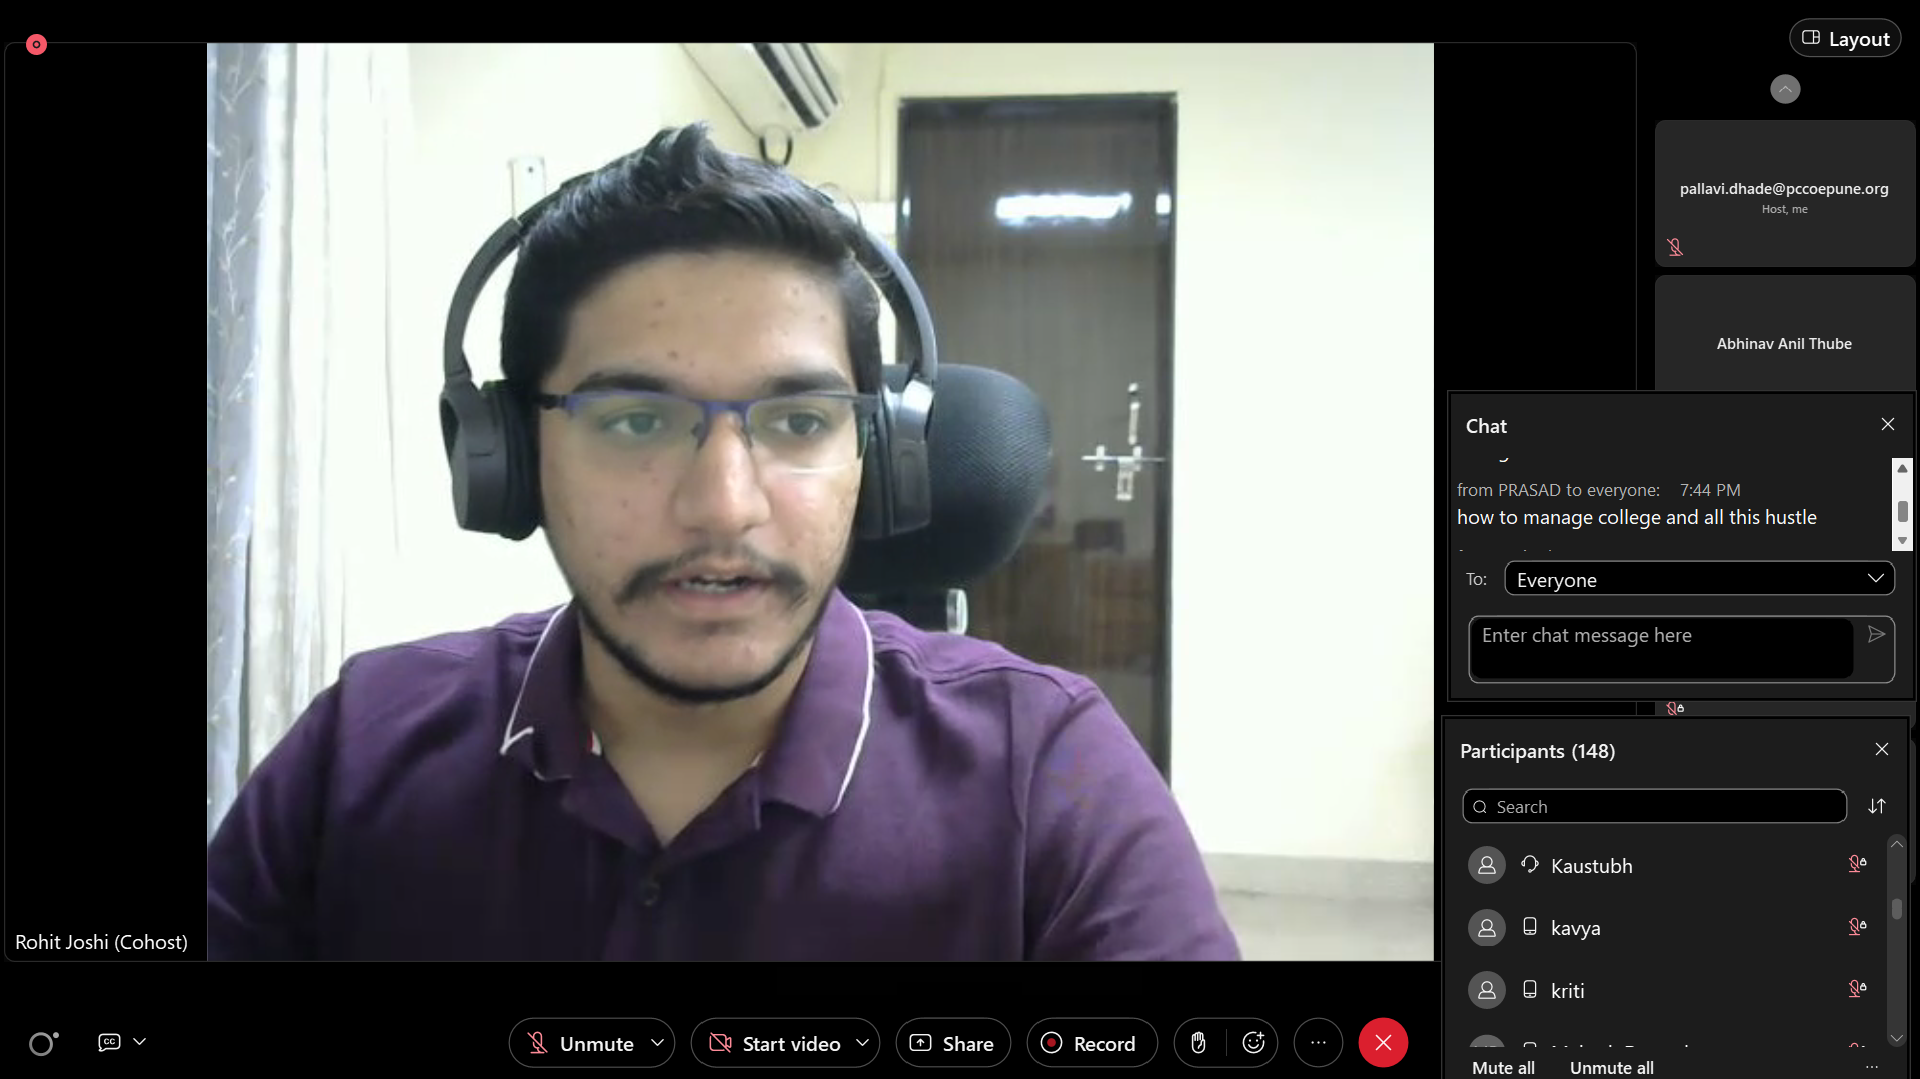 Layout
pallavi.dhade@pccoepune.org
Host, me
Abhinav Anil Thube
Chat
from PRASAD to everyone: 7:44 PM
how to manage college and all this hustle
To: Everyone
Enter chat message here
Participants (148)
Search
Kaustubh
kavya
kriti
Mute all Unmute all
Rohit Joshi (Cohost)
CC
Unmute
Start video
Share
Record